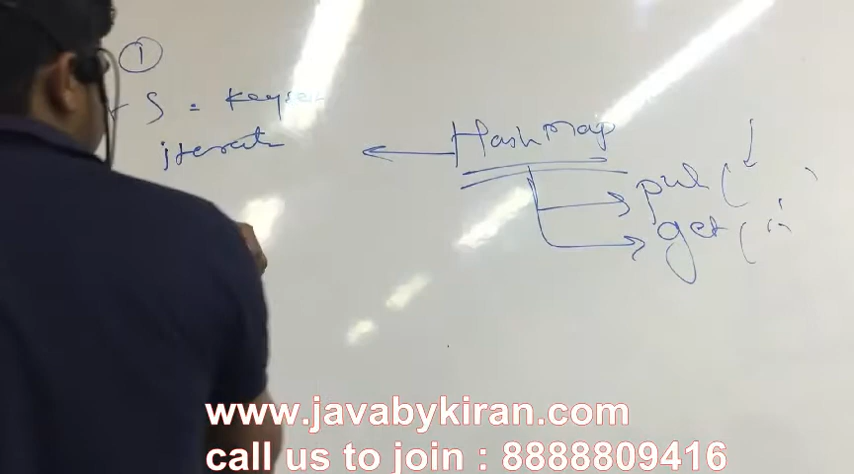 ①
S = keyset
iterate
HashMap
put (
get (
www.javabykiran.com
call us to join : 8888809416